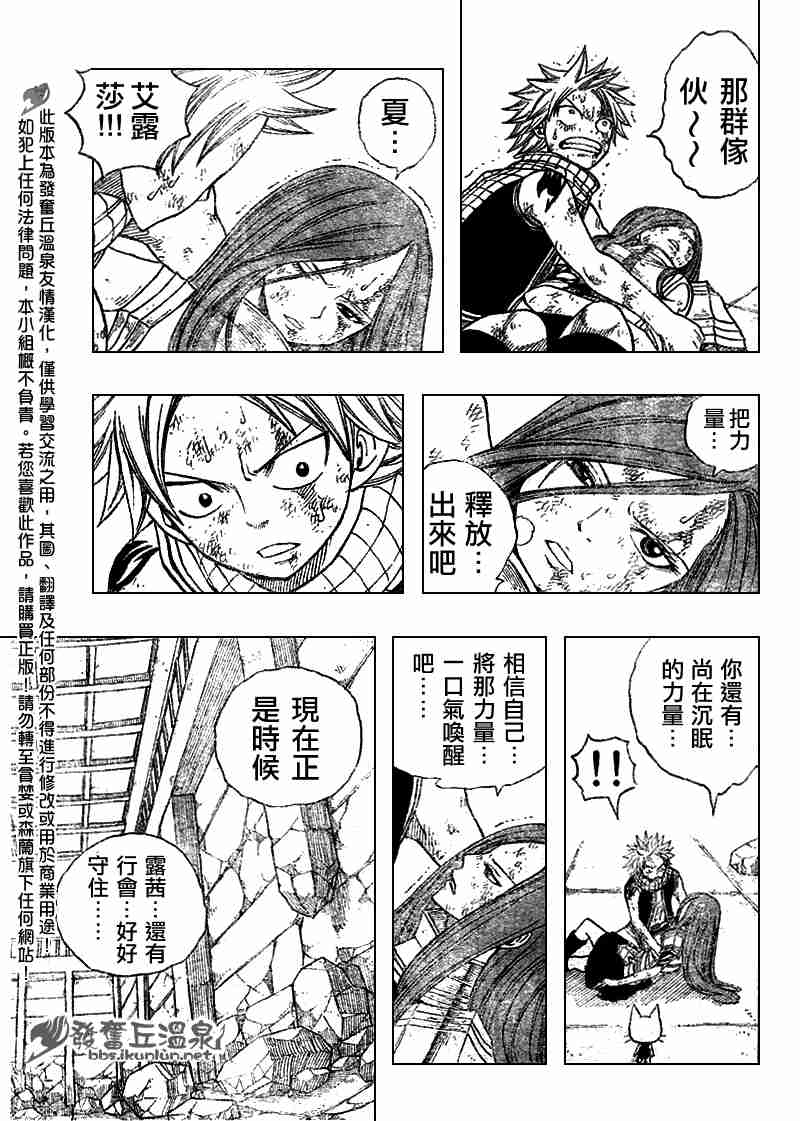 那群傢
伙～～
夏…
艾露
莎!!!
把力
量…
釋放…
出來吧
你還有…
尚在沉眠
的力量…
!!
相信自己…
將那力量…
一口氣喚醒
吧……
現在正
是時候
露茜…還有
行會…好好
守住……
此版本為發奮丘溫泉友情漢化，僅供學習交流之用，其圖、翻譯及任何部份不得進行修改或用於商業用途！
如犯上任何法律問題，本小組概不負責。若您喜歡此作品，請購買正版！請勿轉至貪婪或森蘭旗下任何網站！
發奮丘溫泉
bbs.ikunlun.net